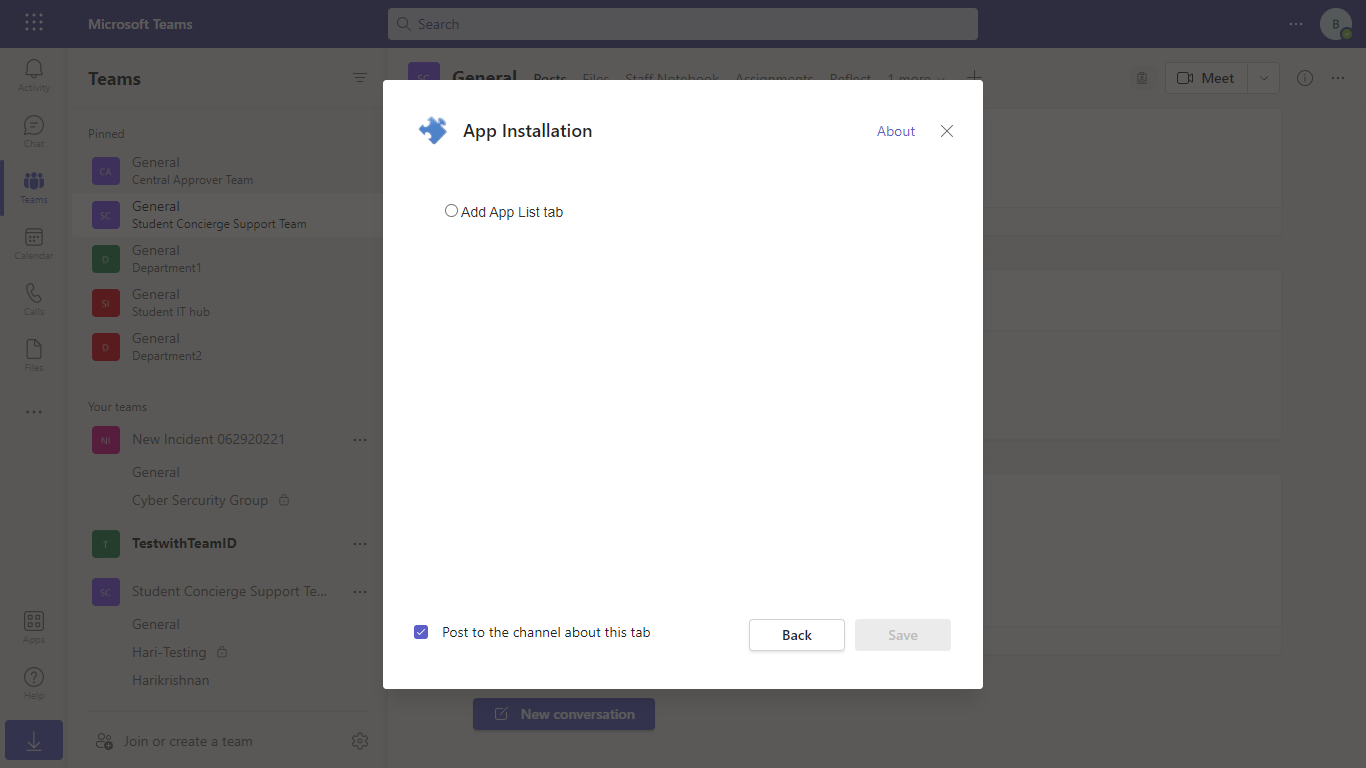 Microsoft Teams
Search
B
Activity
Chat
Teams
Calendar
Calls
Files
Apps
Help
Teams
Pinned
CA
General
Central Approver Team
SC
General
Student Concierge Support Team
D
General
Department1
SI
General
Student IT hub
D
General
Department2
Your teams
NI
New Incident 062920221
General
Cyber Sercurity Group
T
TestwithTeamID
SC
Student Concierge Support Te...
General
Hari-Testing
Harikrishnan
Join or create a team
SC General Posts Files Staff Notebook Assignments Reflect 1 more
Meet
App Installation
About
Add App List tab
Post to the channel about this tab
Back
Save
New conversation